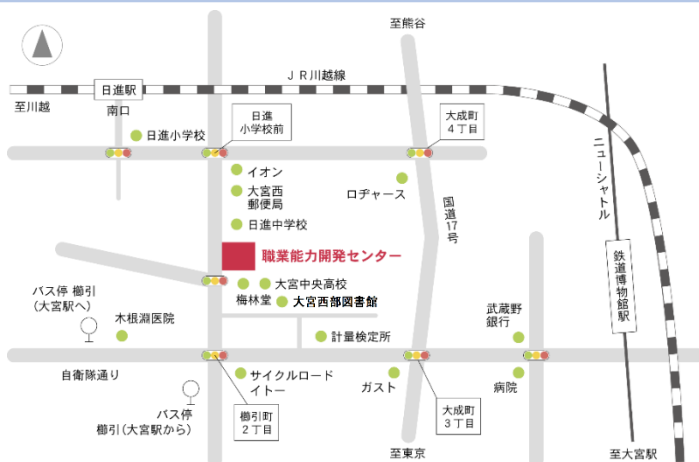 至熊谷
ＪＲ川越線
日進駅
至川越
南口
日進小学校
日進
小学校前
大成町
４丁目
イオン
大宮西
郵便局
ロヂャース
日進中学校
国道17号
ニューシャトル
職業能力開発センター
鉄道博物館駅
大宮中央高校
梅林堂
大宮西部図書館
バス停 櫛引
(大宮駅へ)
木根淵医院
計量検定所
武蔵野
銀行
自衛隊通り
サイクルロード
イトー
ガスト
病院
バス停
櫛引(大宮駅から)
櫛引町
２丁目
大成町
３丁目
至東京
至大宮駅